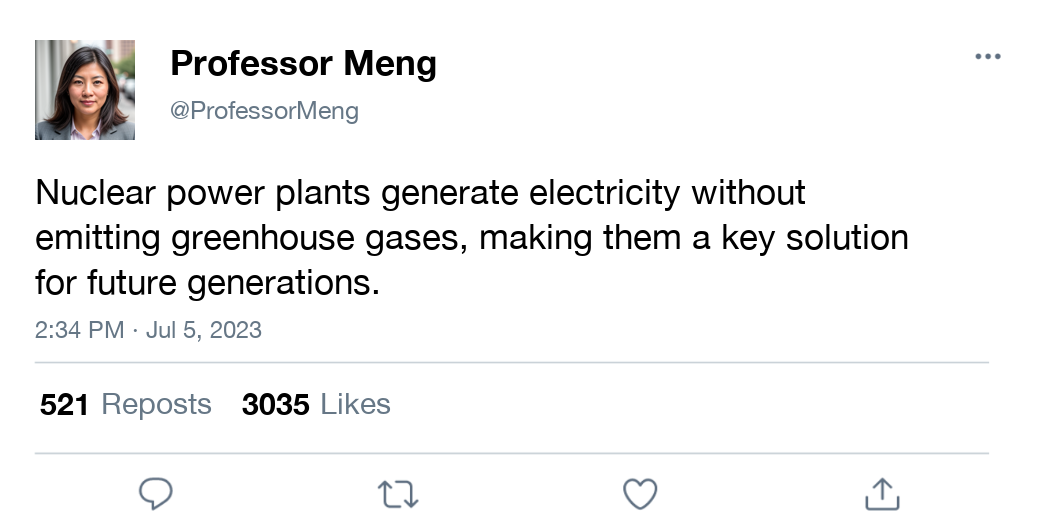 Professor Meng
@ProfessorMeng
Nuclear power plants generate electricity without
emitting greenhouse gases, making them a key solution
for future generations.
2:34 PM · Jul 5, 2023
521 Reposts 3035 Likes